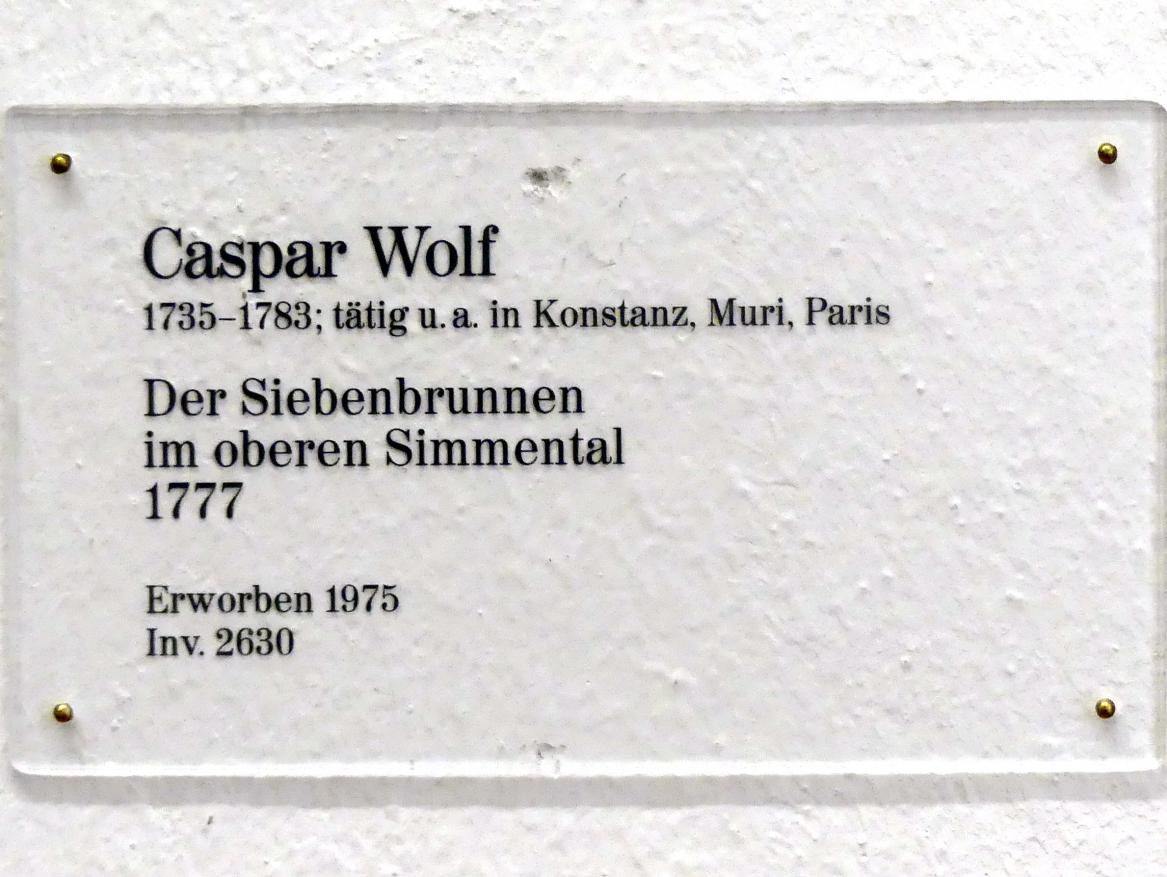 Caspar Wolf
1735–1783; tätig u. a. in Konstanz, Muri, Paris
Der Siebenbrunnen
im oberen Simmental
1777
Erworben 1975
Inv. 2630